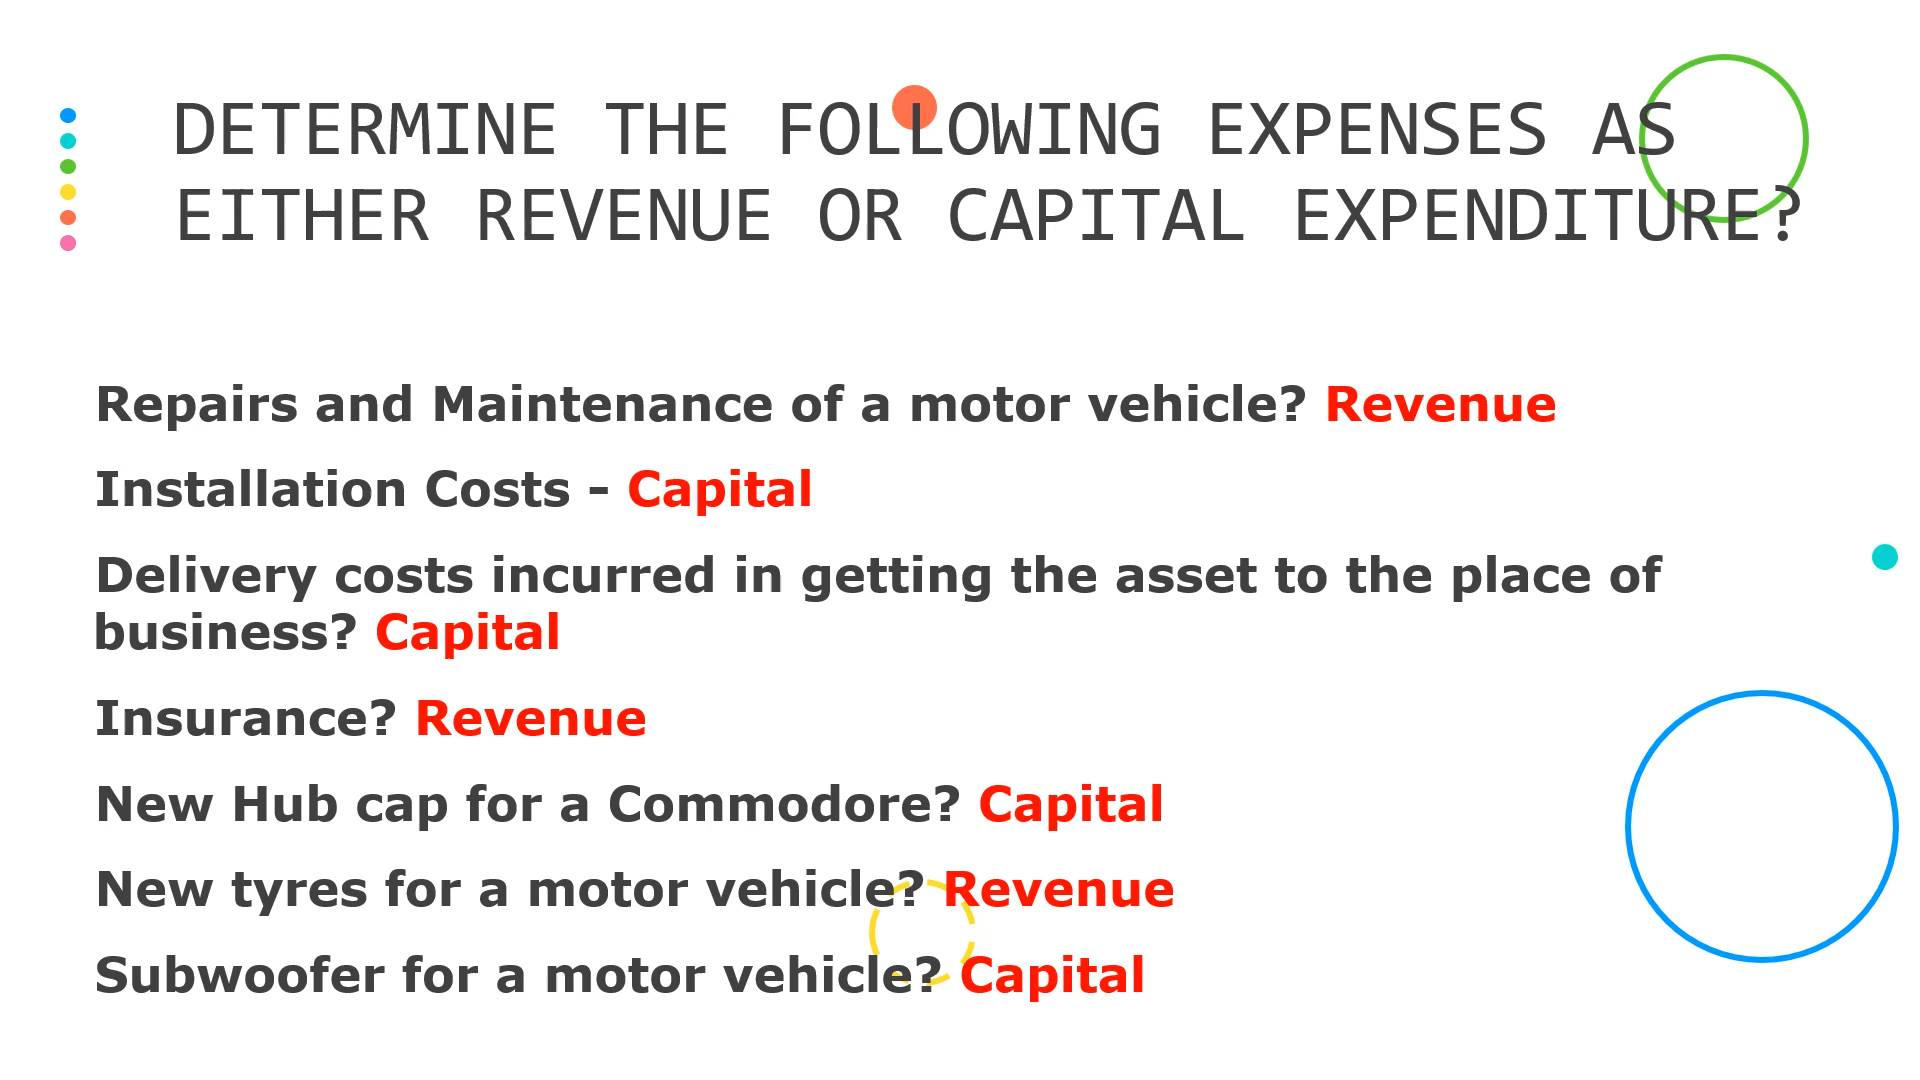 DETERMINE THE FOLLOWING EXPENSES AS
EITHER REVENUE OR CAPITAL EXPENDITURE?
Repairs and Maintenance of a motor vehicle? Revenue
Installation Costs – Capital
Delivery costs incurred in getting the asset to the place of
business? Capital
Insurance? Revenue
New Hub cap for a Commodore? Capital
New tyres for a motor vehicle? Revenue
Subwoofer for a motor vehicle? Capital